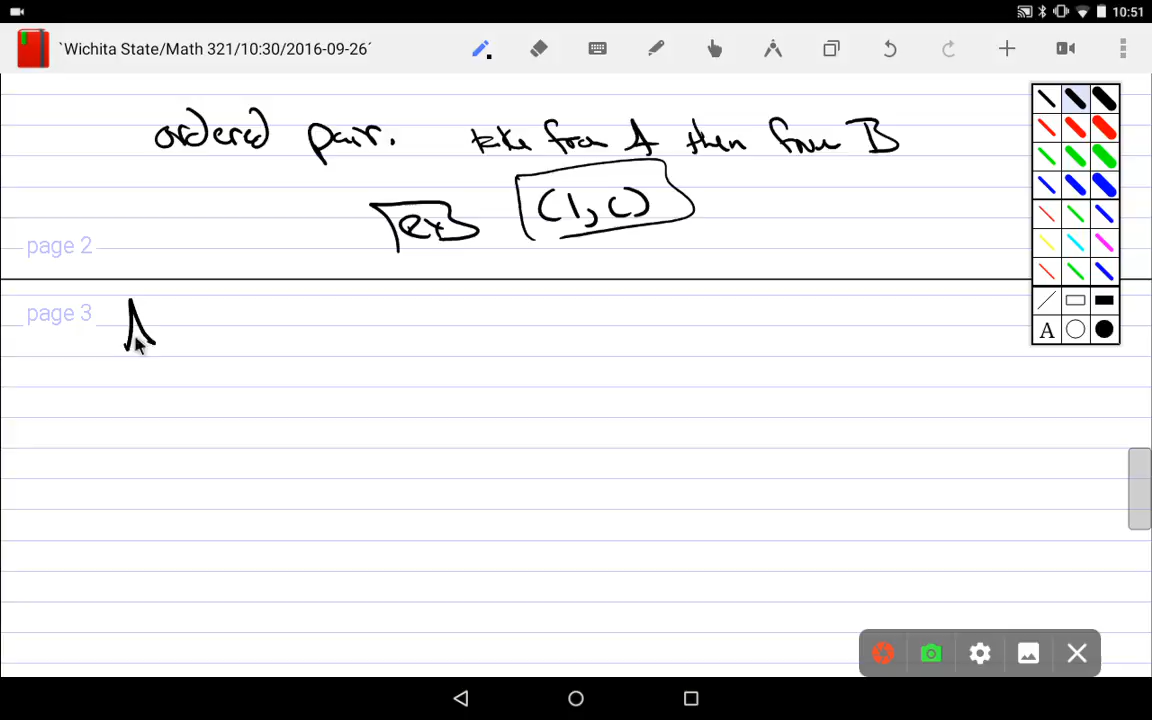 10:51
`Wichita State/Math 321/10:30/2016-09-26´
ordered pair. take from A then from B
ex (1, c)
page 2
page 3
A